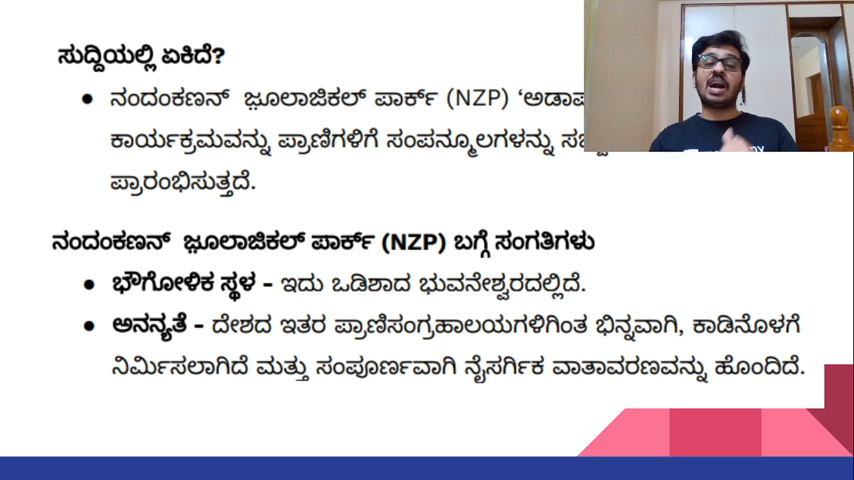 ಸುದ್ದಿಯಲ್ಲಿ ಏಕಿದೆ?
● ನಂದಂಕಣನ್ ಜ಼ೂಲಾಜಿಕಲ್ ಪಾರ್ಕ್ (NZP) ‘ಅಡಾಪ
ಕಾರ್ಯಕ್ರಮವನ್ನು ಪ್ರಾಣಿಗಳಿಗೆ ಸಂಪನ್ಮೂಲಗಳನ್ನು
ಪ್ರಾರಂಭಿಸುತ್ತದೆ.
ನಂದಂಕಣನ್ ಜ಼ೂಲಾಜಿಕಲ್ ಪಾರ್ಕ್ (NZP) ಬಗ್ಗೆ ಸಂಗತಿಗಳು
● ಭೌಗೋಳಿಕ ಸ್ಥಳ - ಇದು ಒಡಿಶಾದ ಭುವನೇಶ್ವರದಲ್ಲಿದೆ.
● ಅನನ್ಯತೆ - ದೇಶದ ಇತರ ಪ್ರಾಣಿಸಂಗ್ರಹಾಲಯಗಳಿಗಿಂತ ಭಿನ್ನವಾಗಿ, ಕಾಡಿನೊಳಗೆ
ನಿರ್ಮಿಸಲಾಗಿದೆ ಮತ್ತು ಸಂಪೂರ್ಣವಾಗಿ ನೈಸರ್ಗಿಕ ವಾತಾವರಣವನ್ನು ಹೊಂದಿದೆ.